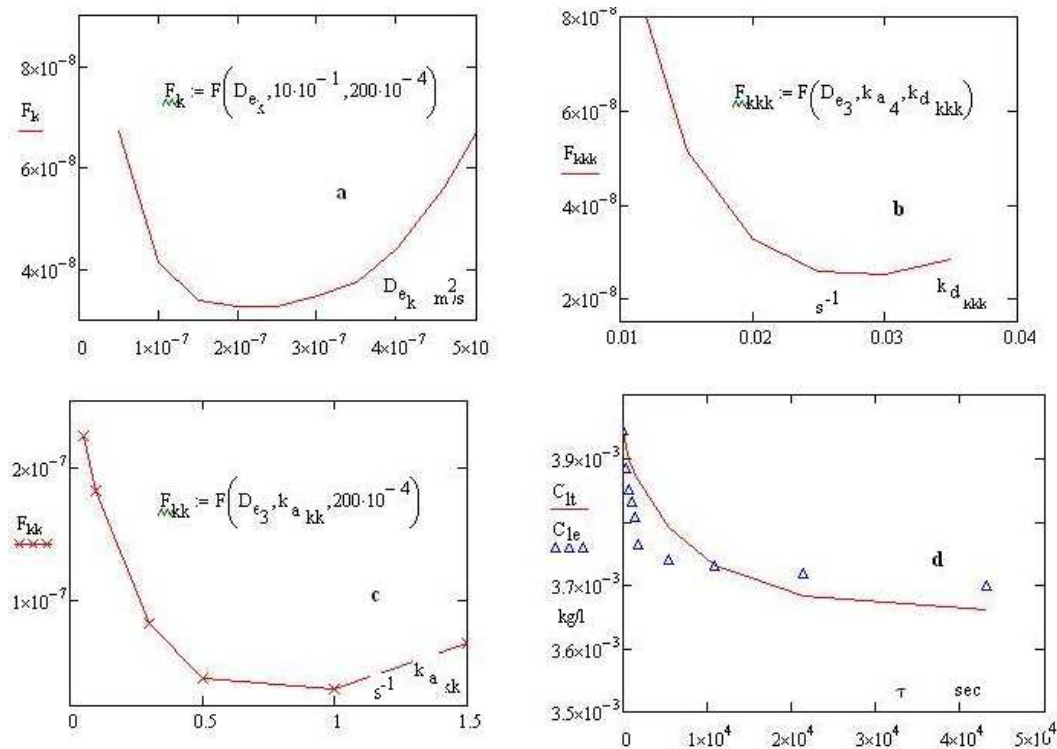 8×10⁻⁸
F_k := F(D_e_k, 10·10⁻¹, 200·10⁻⁴)
F_k
6×10⁻⁸
a
4×10⁻⁸
D_e_k m²/s
0 1×10⁻⁷ 2×10⁻⁷ 3×10⁻⁷ 4×10⁻⁷ 5×10
8×10⁻⁸
F_kkk := F(D_e_3, k_a_4, k_d_kkk)
6×10⁻⁸
F_kkk
4×10⁻⁸
b
2×10⁻⁸
s⁻¹ k_d_kkk
0.01 0.02 0.03 0.04
2×10⁻⁷
F_kk := F(D_e_3, k_a_kk, 200·10⁻⁴)
F_kk
1×10⁻⁷
c
s⁻¹ k_a_kk
0 0.5 1 1.5
3.9×10⁻³
C_lt
C_le
d
3.7×10⁻³
kg/l
3.6×10⁻³
τ sec
3.5×10⁻³
0 1×10⁴ 2×10⁴ 3×10⁴ 4×10⁴ 5×10⁴